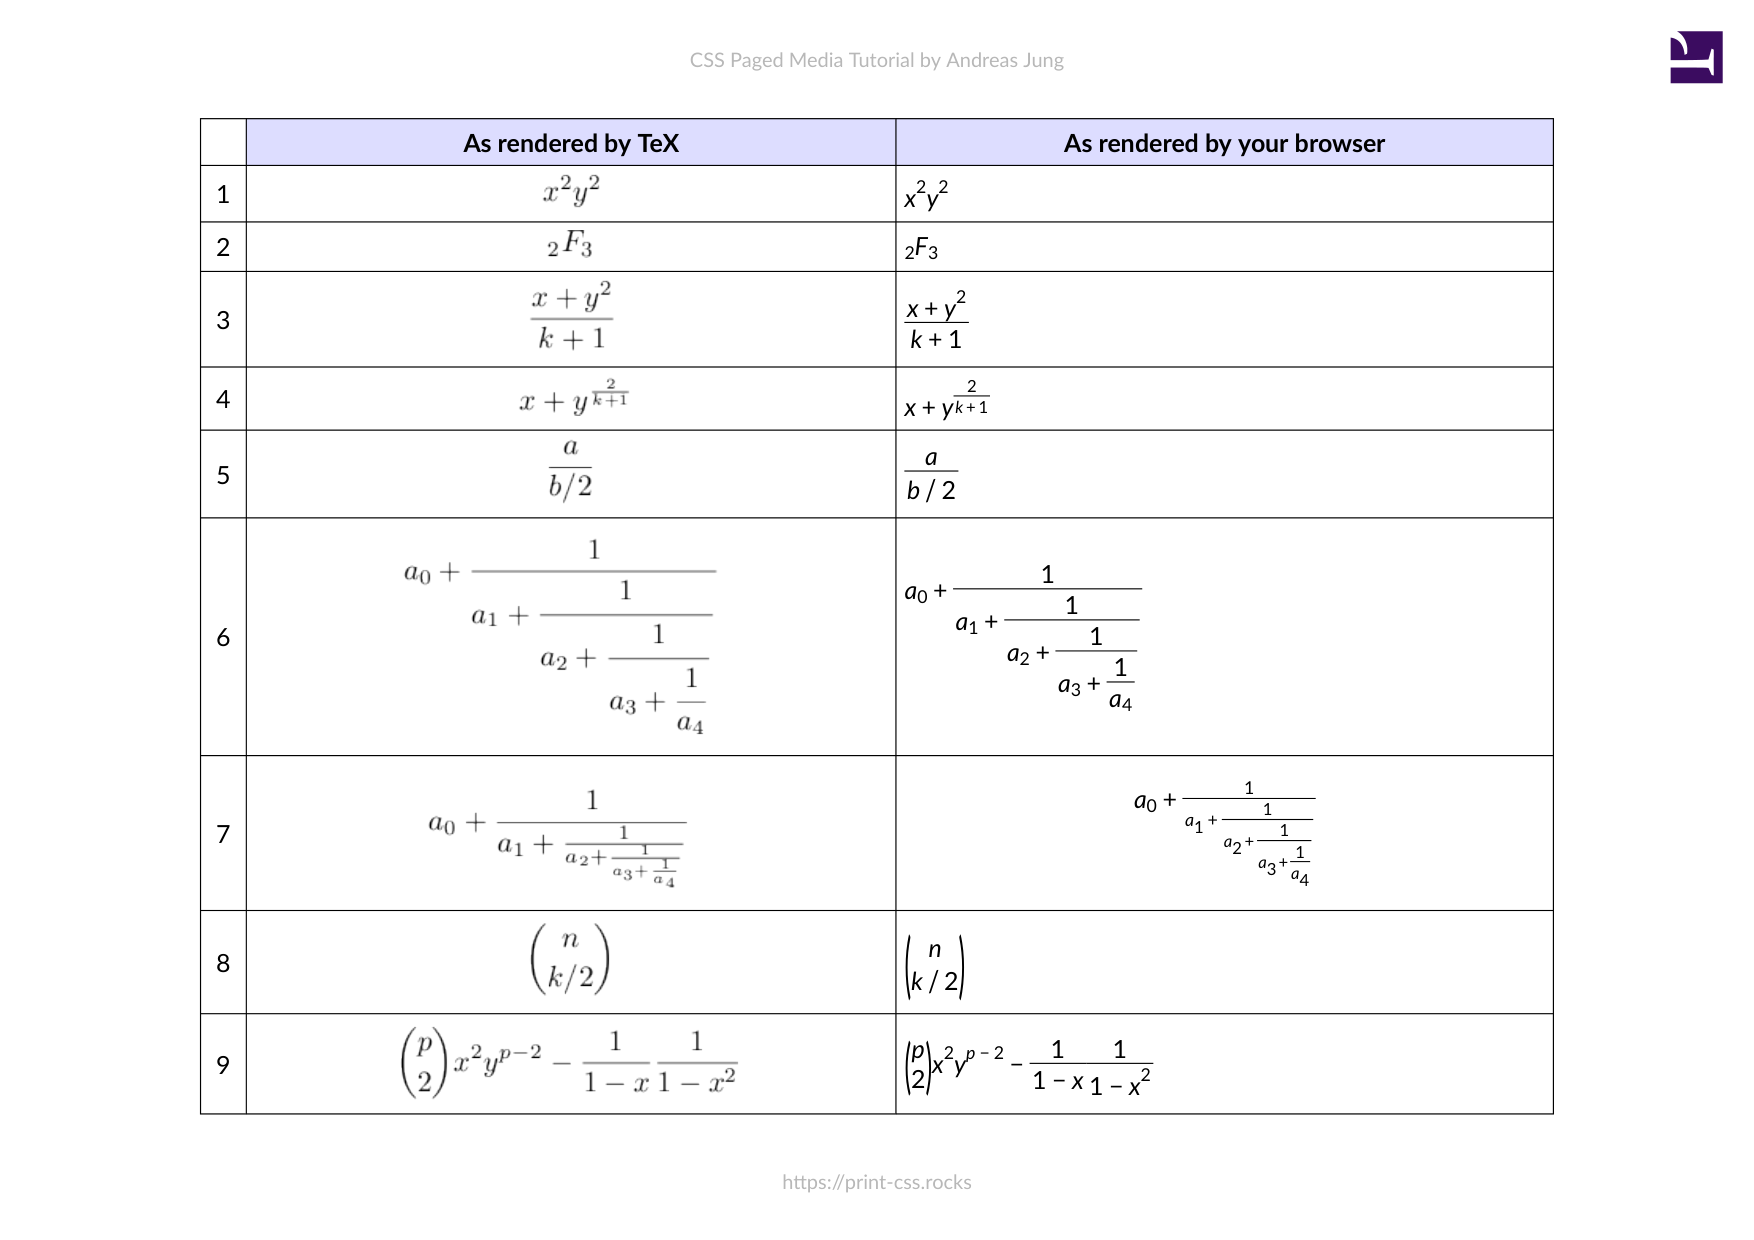 CSS Paged Media Tutorial by Andreas Jung
As rendered by TeX As rendered by your browser
1 x^2y^2 x^2y^2
2 _2F_3 _2F_3
3 \frac{x + y^2}{k + 1} \frac{x + y^2}{k + 1}
4 x + y^{\frac{2}{k+1}} x + y^{\frac{2}{k+1}}
5 \frac{a}{b/2} \frac{a}{b / 2}
6 a_0 + \frac{1}{a_1 + \frac{1}{a_2 + \frac{1}{a_3 + \frac{1}{a_4}}}} a_0 + \frac{1}{a_1 + \frac{1}{a_2 + \frac{1}{a_3 + \frac{1}{a_4}}}}
7 a_0 + \frac{1}{a_1 + \frac{1}{a_2 + \frac{1}{a_3 + \frac{1}{a_4}}}} a_0 + \frac{1}{a_1 + \frac{1}{a_2 + \frac{1}{a_3 + \frac{1}{a_4}}}}
8 \binom{n}{k/2} \binom{n}{k / 2}
9 \binom{p}{2} x^2 y^{p-2} - \frac{1}{1 - x} \frac{1}{1 - x^2} \binom{p}{2} x^2 y^{p-2} - \frac{1}{1 - x} \frac{1}{1 - x^2}
https://print-css.rocks